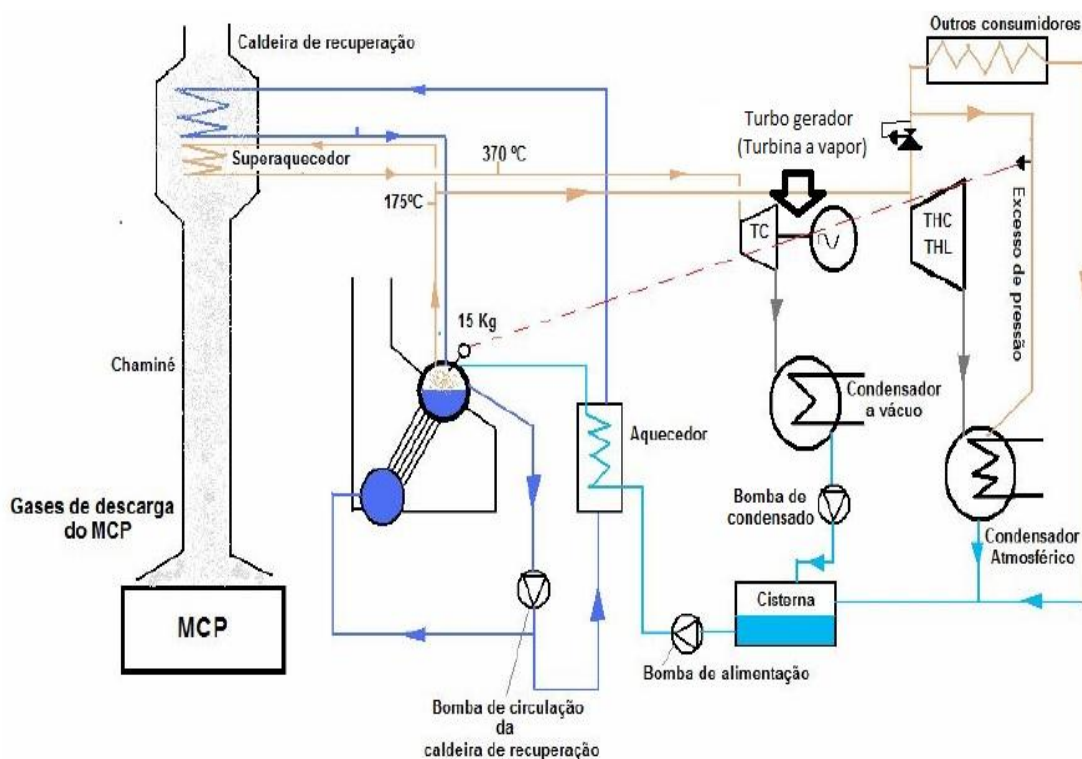 Outros consumidores
Caldeira de recuperação
Turbo gerador
(Turbina a vapor)
Superaquecedor
370 ºC
175ºC
TC
THC
THL
Excesso de pressão
15 Kg
Chaminé
Condensador
a vácuo
Aquecedor
Gases de descarga
do MCP
Bomba de
condensado
Condensador
Atmosférico
Cisterna
MCP
Bomba de alimentação
Bomba de circulação
da
caldeira de recuperação